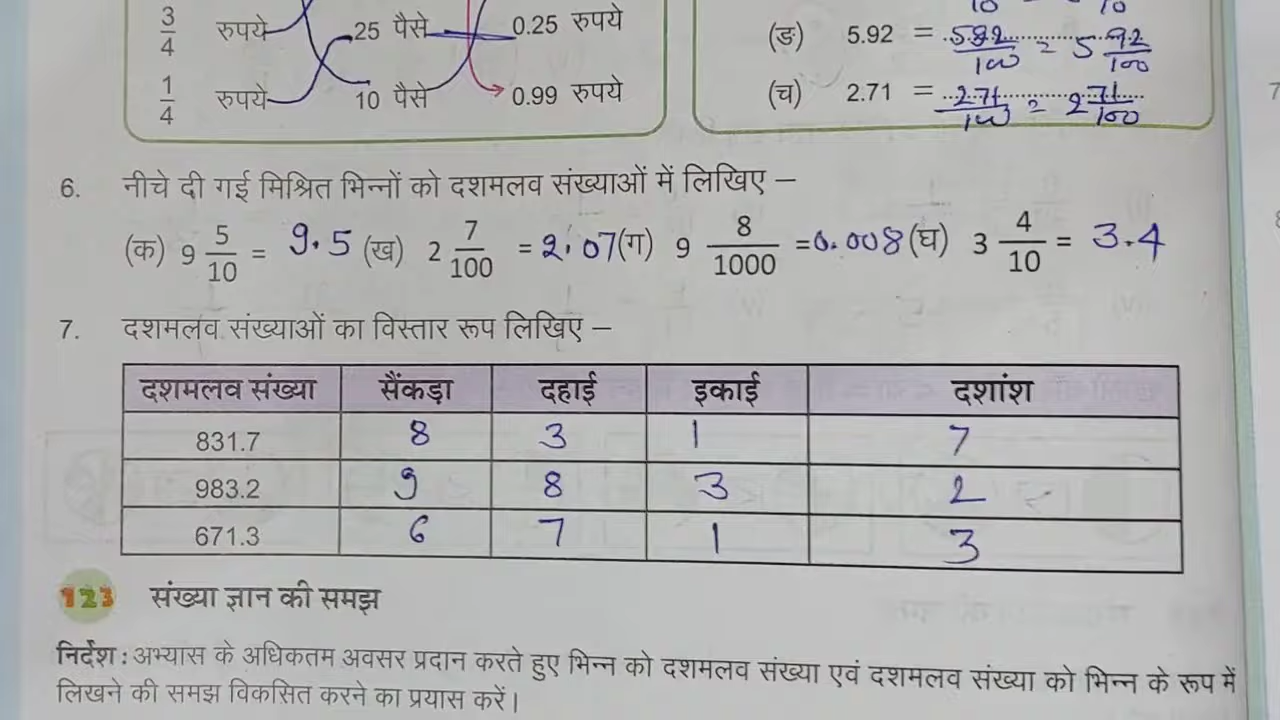 3/4 रुपये 25 पैसे 0.25 रुपये
1/4 रुपये 10 पैसे 0.99 रुपये
(ङ) 5.92 = 592/100 = 5 92/100
(च) 2.71 = 271/100 = 2 71/100
6. नीचे दी गई मिश्रित भिन्नों को दशमलव संख्याओं में लिखिए –
(क) 9 5/10 = 9.5 (ख) 2 7/100 = 2.07 (ग) 9 8/1000 = 0.008 (घ) 3 4/10 = 3.4
7. दशमलव संख्याओं का विस्तार रूप लिखिए –
दशमलव संख्या सैंकड़ा दहाई इकाई दशांश
831.7 8 3 1 7
983.2 9 8 3 2
671.3 6 7 1 3
123 संख्या ज्ञान की समझ
निर्देश : अभ्यास के अधिकतम अवसर प्रदान करते हुए भिन्न को दशमलव संख्या एवं दशमलव संख्या को भिन्न के रूप में
लिखने की समझ विकसित करने का प्रयास करें।